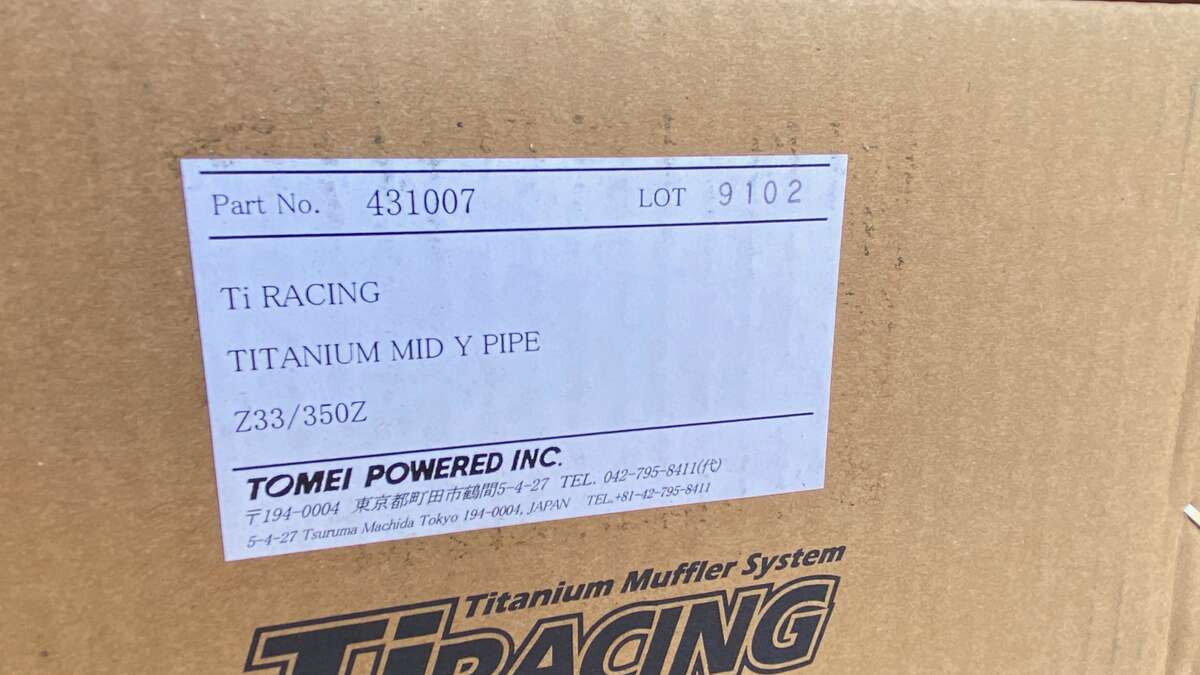 Part No. 431007 LOT 9102
Ti RACING
TITANIUM MID Y PIPE
Z33/350Z
TOMEI POWERED INC.
〒194-0004 東京都町田市鶴間5-4-27 TEL. 042-795-8411(代)
5-4-27 Tsuruma Machida Tokyo 194-0004, JAPAN TEL.+81-42-795-8411
Titanium Muffler System
Ti RACING